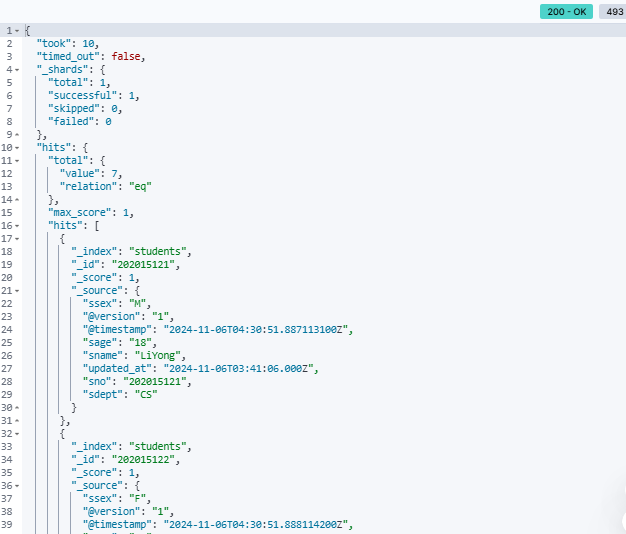 200 - OK 493
1 {
2 "took": 10,
3 "timed_out": false,
4 "_shards": {
5 "total": 1,
6 "successful": 1,
7 "skipped": 0,
8 "failed": 0
9 },
10 "hits": {
11 "total": {
12 "value": 7,
13 "relation": "eq"
14 },
15 "max_score": 1,
16 "hits": [
17 {
18 "_index": "students",
19 "_id": "202015121",
20 "_score": 1,
21 "_source": {
22 "ssex": "M",
23 "@version": "1",
24 "@timestamp": "2024-11-06T04:30:51.887113100Z",
25 "sage": "18",
26 "sname": "LiYong",
27 "updated_at": "2024-11-06T03:41:06.000Z",
28 "sno": "202015121",
29 "sdept": "CS"
30 }
31 },
32 {
33 "_index": "students",
34 "_id": "202015122",
35 "_score": 1,
36 "_source": {
37 "ssex": "F",
38 "@version": "1",
39 "@timestamp": "2024-11-06T04:30:51.888114200Z",